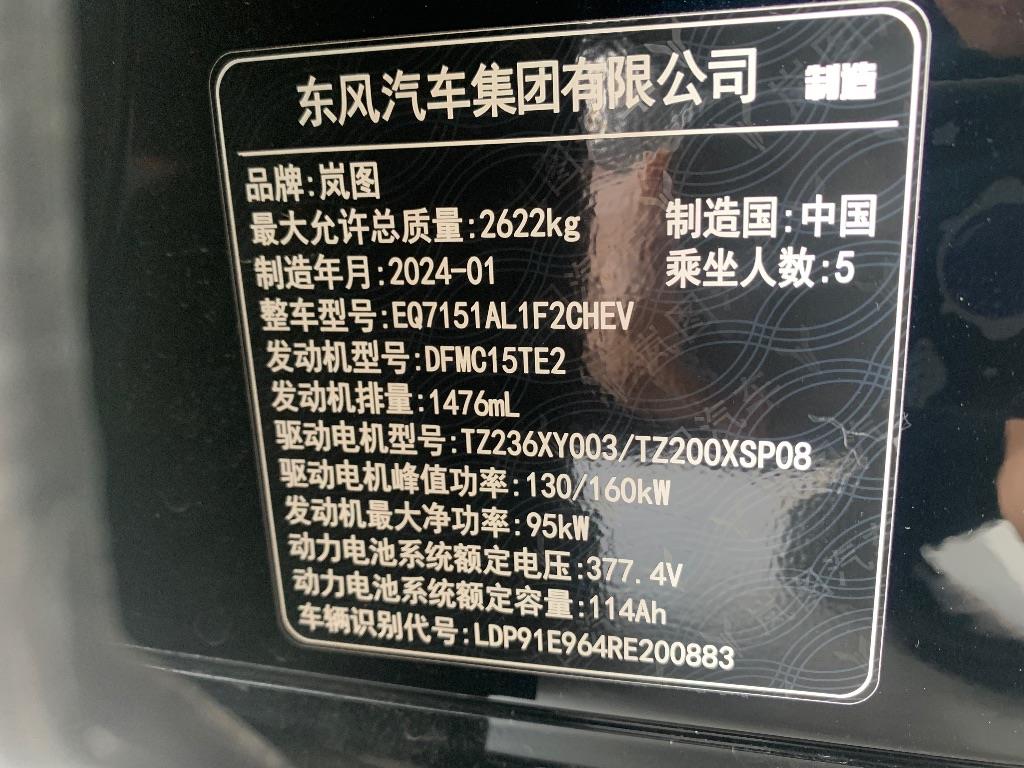 东风汽车集团有限公司 制造
品牌:岚图
最大允许总质量:2622kg 制造国:中国
制造年月:2024-01 乘坐人数:5
整车型号:EQ7151AL1F2CHEV
发动机型号:DFMC15TE2
发动机排量:1476mL
驱动电机型号:TZ236XY003/TZ200XSP08
驱动电机峰值功率:130/160kW
发动机最大净功率:95kW
动力电池系统额定电压:377.4V
动力电池系统额定容量:114Ah
车辆识别代号:LDP91E964RE200883